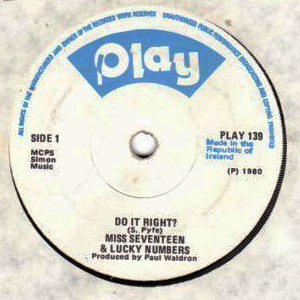 ALL RIGHTS OF THE MANUFACTURERS AND OWNER OF THE RECORDED WORK RESERVED UNAUTHORISED PUBLIC PERFORMANCE BROADCASTING AND COPYING PROHIBITED
play
SIDE 1
PLAY 139
MCPS
Simon
Music
Made in the
Republic of
Ireland
(P) 1980
DO IT RIGHT?
(S. Fyfe)
MISS SEVENTEEN
& LUCKY NUMBERS
Produced by Paul Waldron